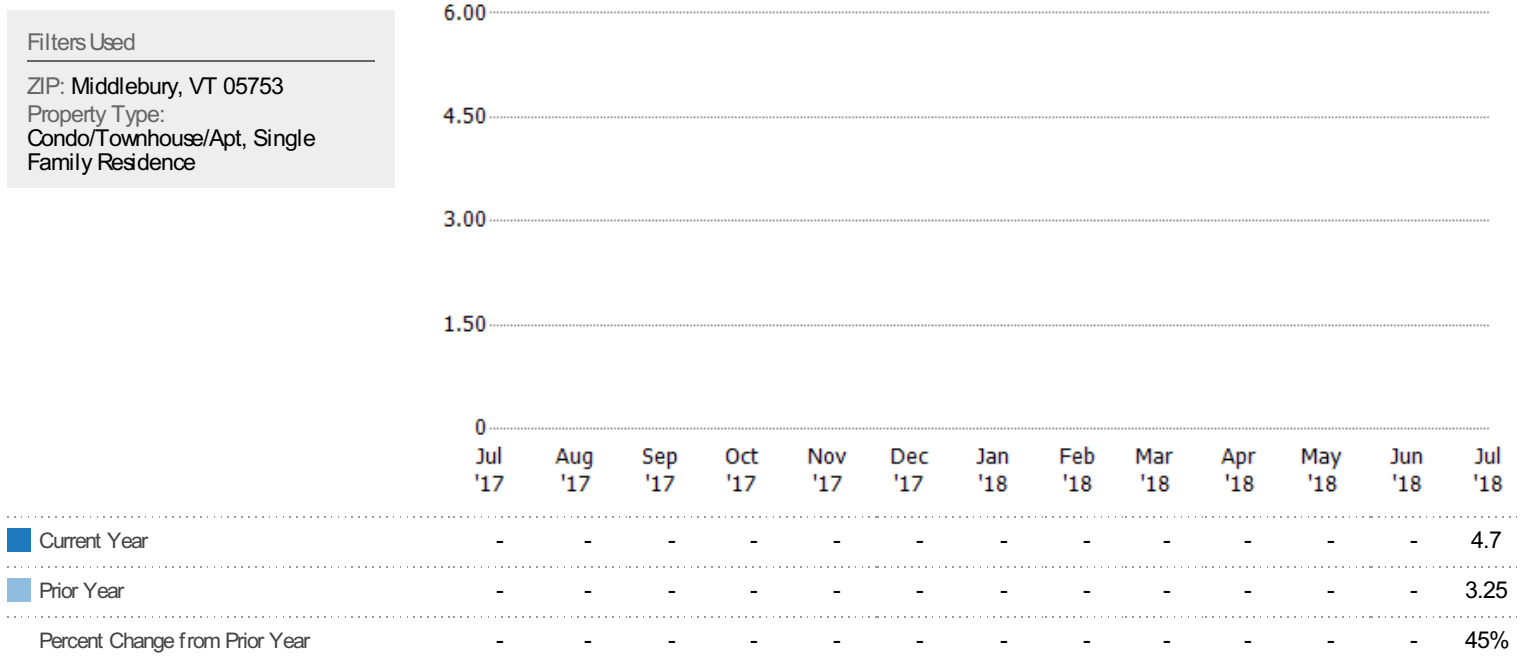 Filters Used
ZIP: Middlebury, VT 05753
Property Type:
Condo/Townhouse/Apt, Single
Family Residence
6.00
4.50
3.00
1.50
0
Jul Aug Sep Oct Nov Dec Jan Feb Mar Apr May Jun Jul
'17 '17 '17 '17 '17 '17 '18 '18 '18 '18 '18 '18 '18
Current Year - - - - - - - - - - - - 4.7
Prior Year - - - - - - - - - - - - 3.25
Percent Change from Prior Year - - - - - - - - - - - - 45%